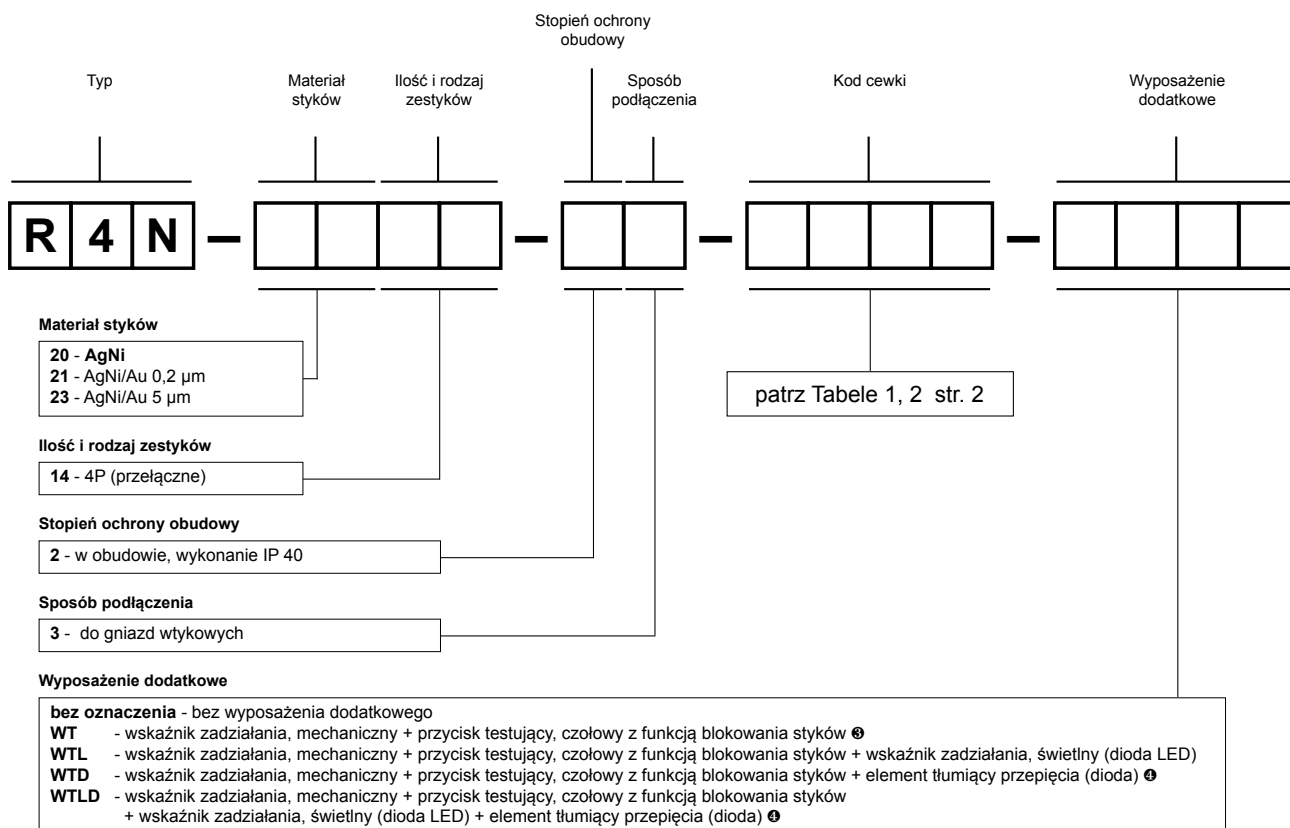 Stopień ochrony
obudowy
Typ
Materiał
styków
Ilość i rodzaj
zestyków
Sposób
podłączenia
Kod cewki
Wyposażenie
dodatkowe
R 4 N – – – –
Materiał styków
20 - AgNi
21 - AgNi/Au 0,2 µm
23 - AgNi/Au 5 µm
patrz Tabele 1, 2 str. 2
Ilość i rodzaj zestyków
14 - 4P (przełączne)
Stopień ochrony obudowy
2 - w obudowie, wykonanie IP 40
Sposób podłączenia
3 - do gniazd wtykowych
Wyposażenie dodatkowe
bez oznaczenia - bez wyposażenia dodatkowego
WT - wskaźnik zadziałania, mechaniczny + przycisk testujący, czołowy z funkcją blokowania styków ❸
WTL - wskaźnik zadziałania, mechaniczny + przycisk testujący, czołowy z funkcją blokowania styków + wskaźnik zadziałania, świetlny (dioda LED)
WTD - wskaźnik zadziałania, mechaniczny + przycisk testujący, czołowy z funkcją blokowania styków + element tłumiący przepięcia (dioda) ❹
WTLD - wskaźnik zadziałania, mechaniczny + przycisk testujący, czołowy z funkcją blokowania styków
+ wskaźnik zadziałania, świetlny (dioda LED) + element tłumiący przepięcia (dioda) ❹